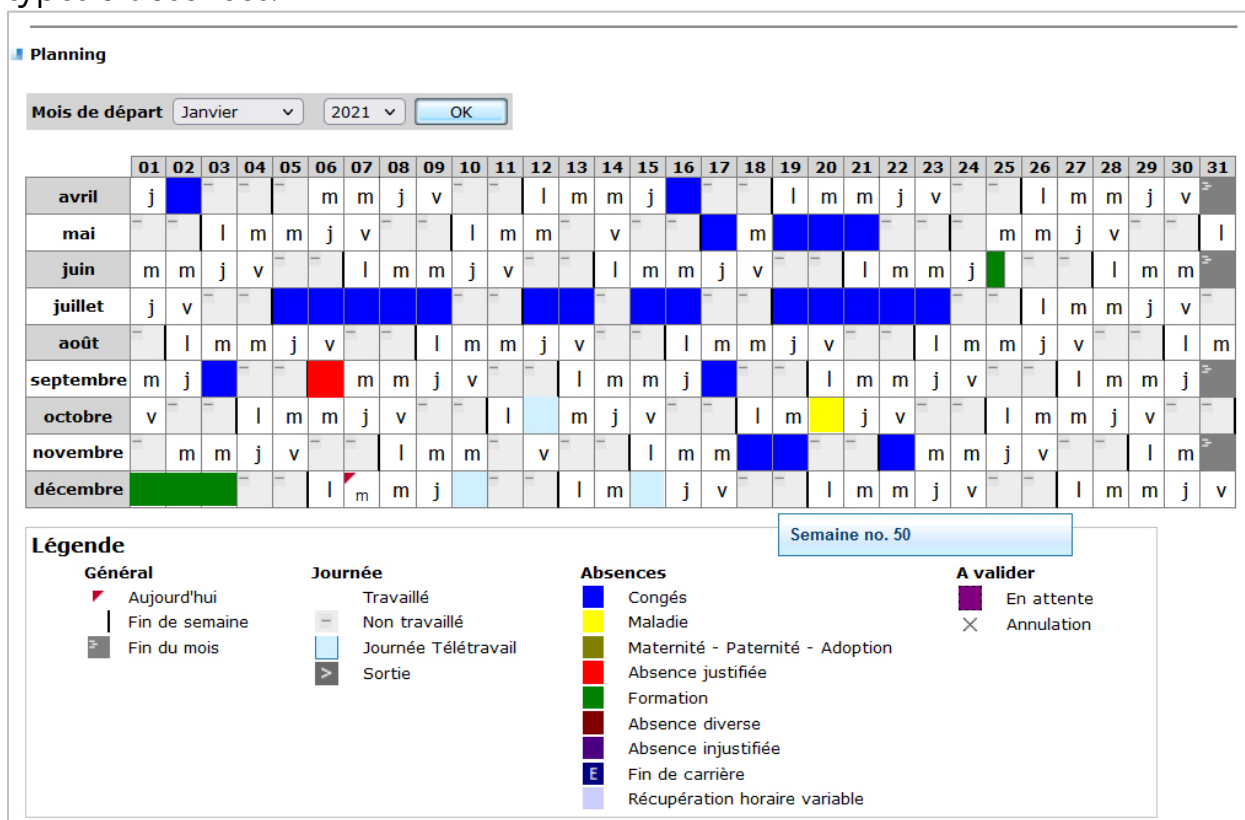 Planning
Mois de départ Janvier 2021 OK
01 02 03 04 05 06 07 08 09 10 11 12 13 14 15 16 17 18 19 20 21 22 23 24 25 26 27 28 29 30 31
avril j m m j v l m m j l m m j v l m m j v
mai l m m j v l m m v m m m j v l
juin m m j v l m m j v l m m j v l m m j l m m
juillet j v l m m j v
août l m m j v l m m j v l m m j v l m m j v l m
septembre m j m m j v l m m j l m m j v l m m j
octobre v l m m j v l m j v l m j v l m m j v
novembre m m j v l m m v l m m m m j v l m
décembre l m m j l m j v l m m j v l m m j v
Semaine no. 50
Légende
Général Journée Absences A valider
Aujourd'hui Travaillé Congés En attente
Fin de semaine Non travaillé Maladie Annulation
Fin du mois Journée Télétravail Maternité - Paternité - Adoption
> Sortie Absence justifiée
Formation
Absence diverse
Absence injustifiée
E Fin de carrière
Récupération horaire variable